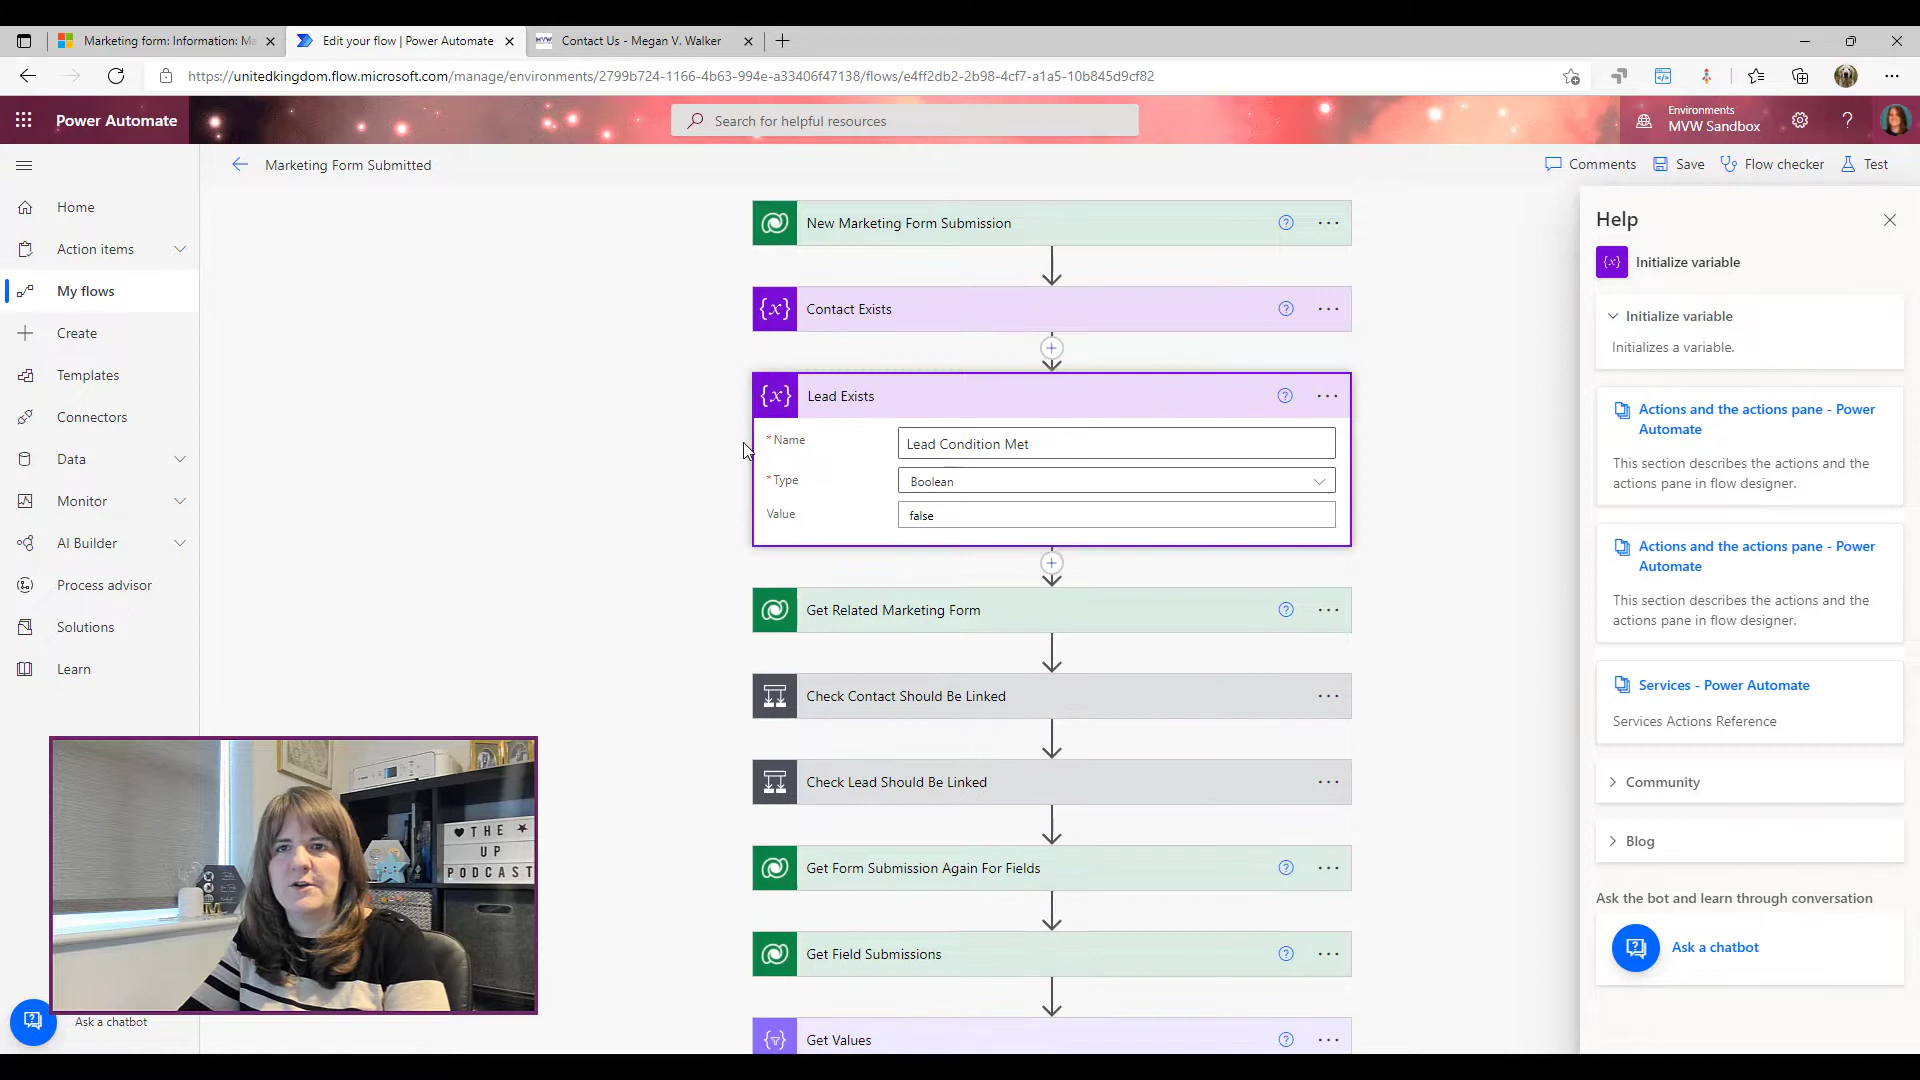 Marketing form: Information: Ma
Edit your flow | Power Automate
MVW
Contact Us - Megan V. Walker
https://unitedkingdom.flow.microsoft.com/manage/environments/2799b724-1166-4b63-994e-a33406f47138/flows/e4ff2db2-2b98-4cf7-a1a5-10b845d9cf82
Power Automate
Search for helpful resources
Environments
MVW Sandbox
Marketing Form Submitted
Comments
Save
Flow checker
Test
Home
Action items
My flows
Create
Templates
Connectors
Data
Monitor
AI Builder
Process advisor
Solutions
Learn
Ask a chatbot
New Marketing Form Submission
{x} Contact Exists
{x} Lead Exists
* Name
Lead Condition Met
* Type
Boolean
Value
false
Get Related Marketing Form
Check Contact Should Be Linked
Check Lead Should Be Linked
Get Form Submission Again For Fields
Get Field Submissions
Get Values
Help
{x} Initialize variable
Initialize variable
Initializes a variable.
Actions and the actions pane - Power
Automate
This section describes the actions and the
actions pane in flow designer.
Actions and the actions pane - Power
Automate
This section describes the actions and the
actions pane in flow designer.
Services - Power Automate
Services Actions Reference
Community
Blog
Ask the bot and learn through conversation
Ask a chatbot
THE
UP
PODCAST